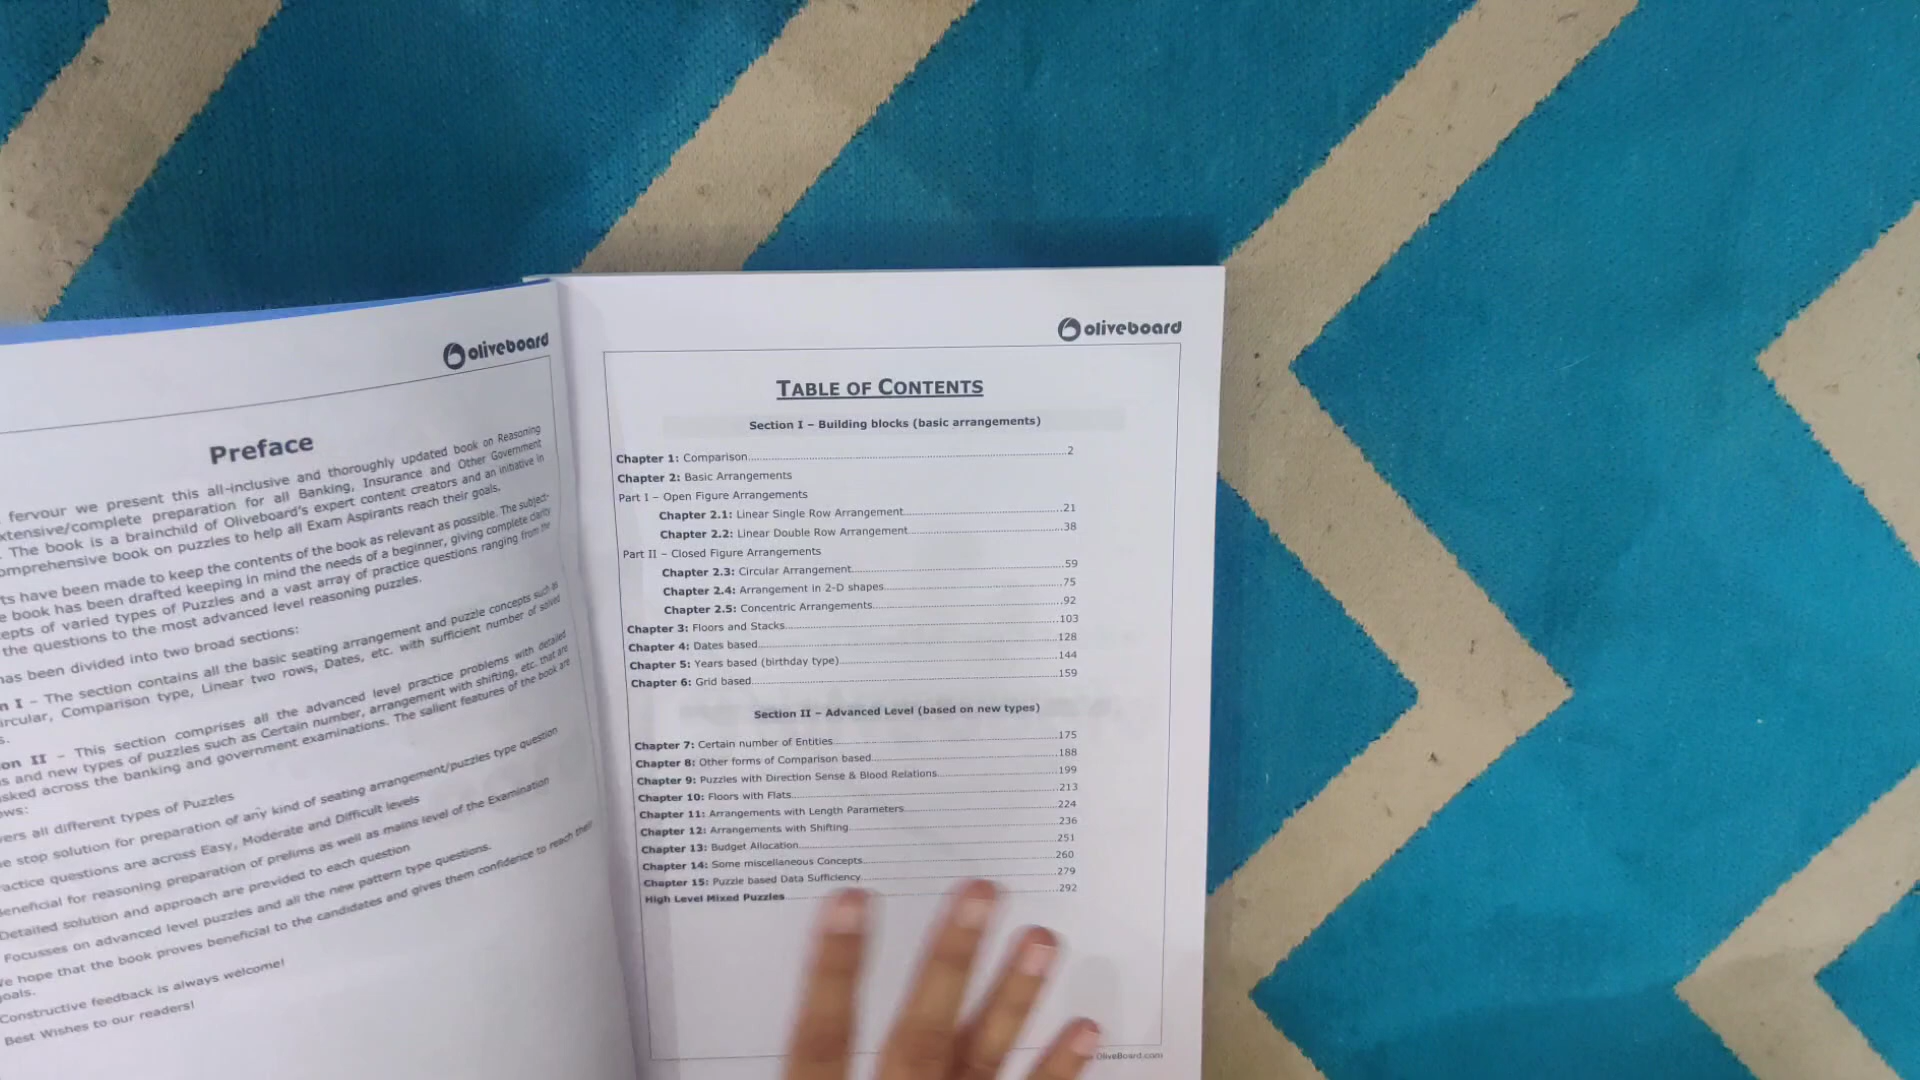 oliveboard
Preface
fervour we present this all-inclusive and thoroughly updated book on Reasoning
xtensive/complete preparation for all Banking, Insurance and Other Government
. The book is a brainchild of Oliveboard's expert content creators and an initiative in
omprehensive book on puzzles to help all Exam Aspirants reach their goals.
ts have been made to keep the contents of the book as relevant as possible. The subject-
e book has been drafted keeping in mind the needs of a beginner, giving complete clarity
epts of varied types of Puzzles and a vast array of practice questions ranging from the
the questions to the most advanced level reasoning puzzles.
has been divided into two broad sections:
n I – The section contains all the basic seating arrangement and puzzle concepts such as
ircular, Comparison type, Linear two rows, Dates, etc. with sufficient number of solved
s.
on II – This section comprises all the advanced level practice problems with detailed
s and new types of puzzles such as Certain number, arrangement with shifting, etc. that are
asked across the banking and government examinations. The salient features of the book are
ows:
vers all different types of Puzzles
e stop solution for preparation of any kind of seating arrangement/puzzles type question
actice questions are across Easy, Moderate and Difficult levels
Beneficial for reasoning preparation of prelims as well as mains level of the Examination
Detailed solution and approach are provided to each question
Focusses on advanced level puzzles and all the new pattern type questions.
We hope that the book proves beneficial to the candidates and gives them confidence to reach their
goals.
Constructive feedback is always welcome!
Best Wishes to our readers!
oliveboard
TABLE OF CONTENTS
Section I – Building blocks (basic arrangements)
Chapter 1: Comparison...2
Chapter 2: Basic Arrangements
Part I – Open Figure Arrangements
Chapter 2.1: Linear Single Row Arrangement...21
Chapter 2.2: Linear Double Row Arrangement...38
Part II – Closed Figure Arrangements
Chapter 2.3: Circular Arrangement...59
Chapter 2.4: Arrangement in 2-D shapes...75
Chapter 2.5: Concentric Arrangements...92
Chapter 3: Floors and Stacks...103
Chapter 4: Dates based...128
Chapter 5: Years based (birthday type)...144
Chapter 6: Grid based...159
Section II – Advanced Level (based on new types)
Chapter 7: Certain number of Entities...175
Chapter 8: Other forms of Comparison based...188
Chapter 9: Puzzles with Direction Sense & Blood Relations...199
Chapter 10: Floors with Flats...213
Chapter 11: Arrangements with Length Parameters...224
Chapter 12: Arrangements with Shifting...236
Chapter 13: Budget Allocation...251
Chapter 14: Some miscellaneous Concepts...260
Chapter 15: Puzzle based Data Sufficiency...279
High Level Mixed Puzzles...292
OliveBoard.com